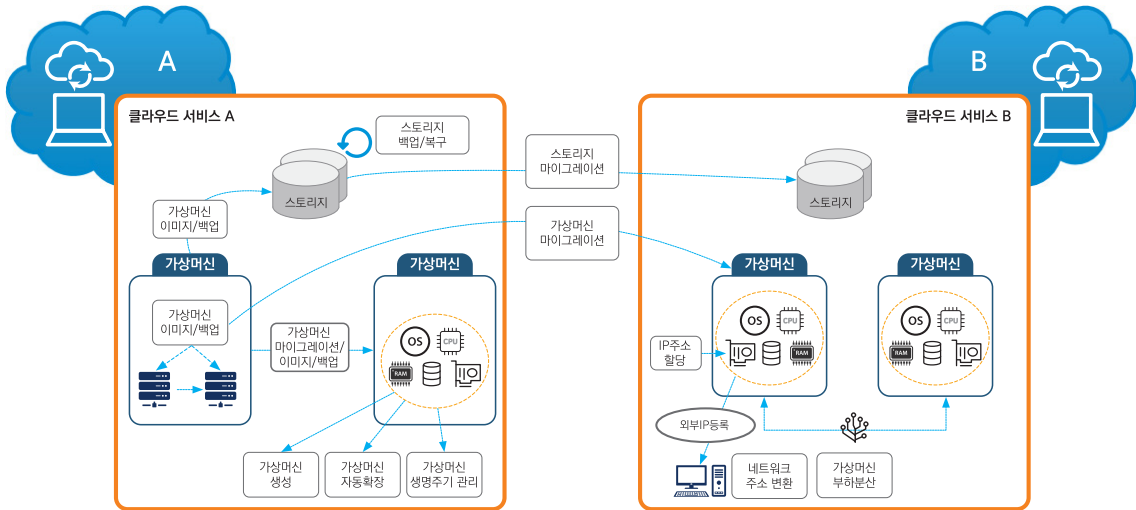 A
B
클라우드 서비스 A
클라우드 서비스 B
스토리지
백업/복구
스토리지
마이그레이션
스토리지
스토리지
가상머신
이미지/백업
가상머신
마이그레이션
가상머신
가상머신
가상머신
가상머신
가상머신
이미지/백업
가상머신
마이그레이션/
이미지/백업
OS
CPU
RAM
IP주소
할당
OS
CPU
RAM
OS
CPU
RAM
외부IP등록
가상머신
생성
가상머신
자동확장
가상머신
생명주기 관리
네트워크
주소 변환
가상머신
부하분산